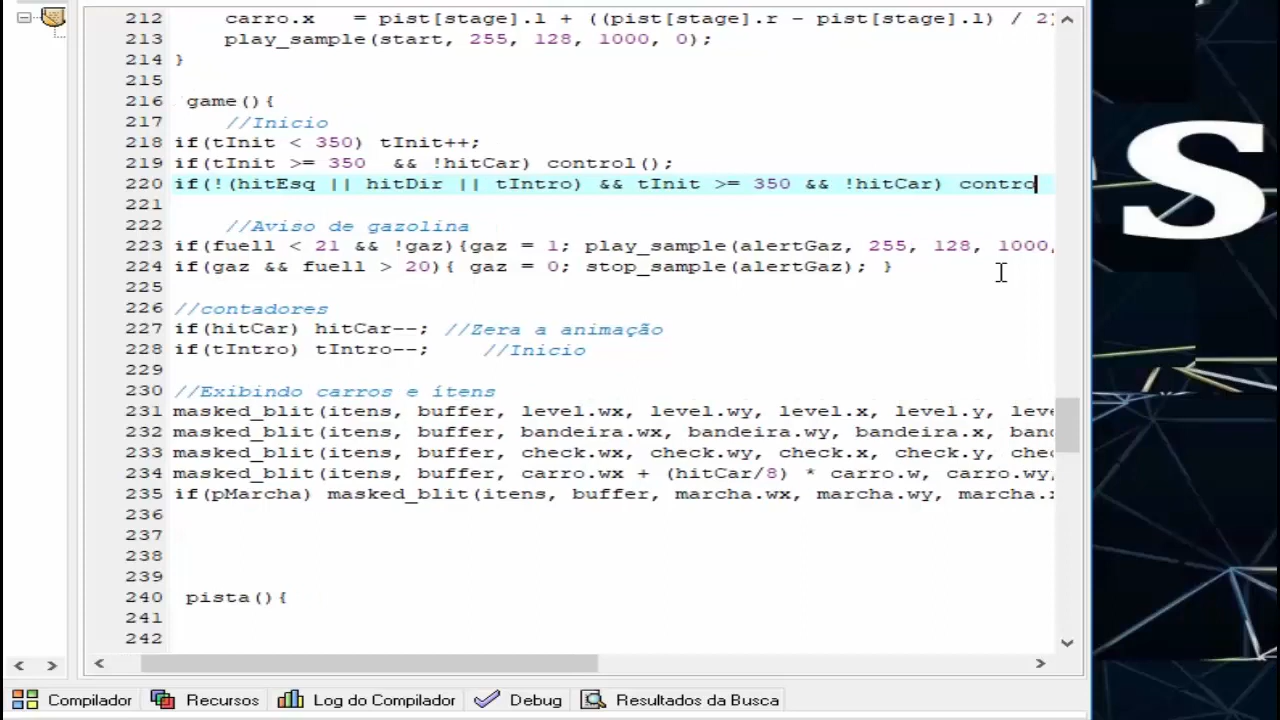 212 carro.x = pist[stage].l + ((pist[stage].r - pist[stage].l) / 2)
213 play_sample(start, 255, 128, 1000, 0);
214 }
215
216 game(){
217 //Inicio
218 if(tInit < 350) tInit++;
219 if(tInit >= 350 && !hitCar) control();
220 if(!(hitEsq || hitDir || tIntro) && tInit >= 350 && !hitCar) contro
221
222 //Aviso de gazolina
223 if(fuell < 21 && !gaz){gaz = 1; play_sample(alertGaz, 255, 128, 1000,
224 if(gaz && fuell > 20){ gaz = 0; stop_sample(alertGaz); }
225
226 //contadores
227 if(hitCar) hitCar--; //Zera a animação
228 if(tIntro) tIntro--; //Inicio
229
230 //Exibindo carros e ítens
231 masked_blit(itens, buffer, level.wx, level.wy, level.x, level.y, leve
232 masked_blit(itens, buffer, bandeira.wx, bandeira.wy, bandeira.x, band
233 masked_blit(itens, buffer, check.wx, check.wy, check.x, check.y, chec
234 masked_blit(itens, buffer, carro.wx + (hitCar/8) * carro.w, carro.wy,
235 if(pMarcha) masked_blit(itens, buffer, marcha.wx, marcha.wy, marcha.x
236
237
238
239
240 pista(){
241
242
Compilador Recursos Log do Compilador Debug Resultados da Busca
S